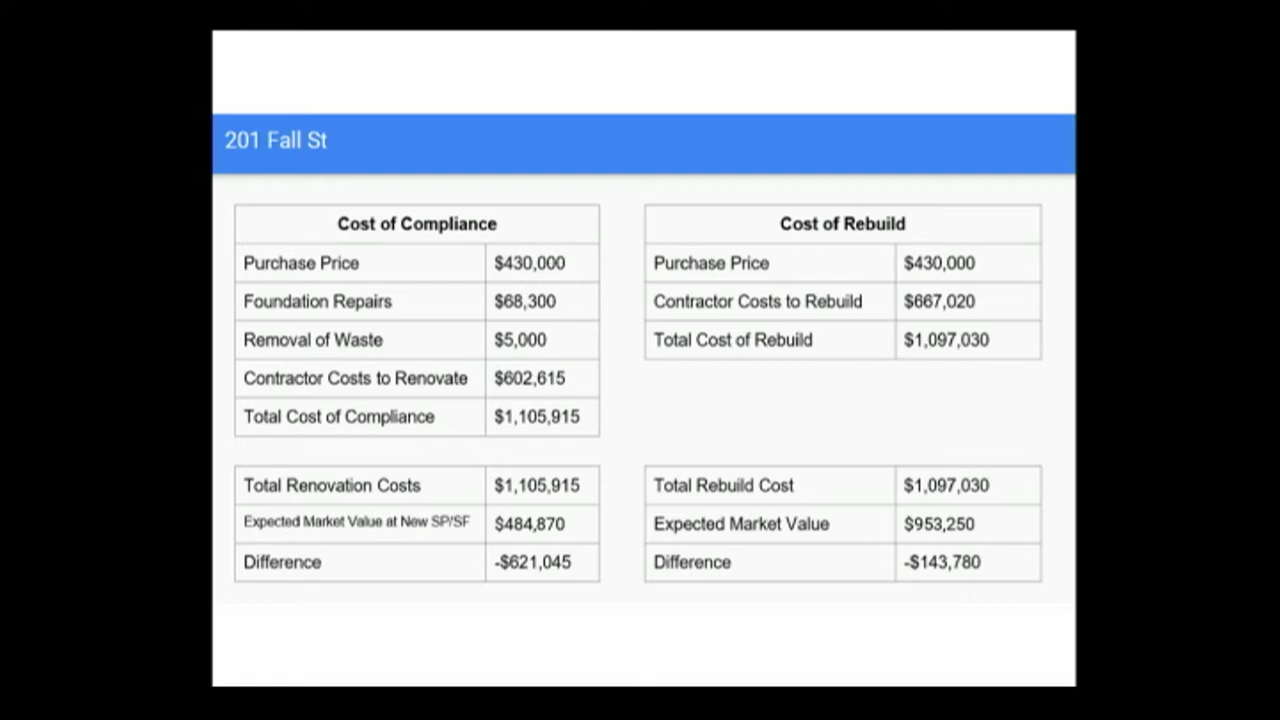 201 Fall St
Cost of Compliance
Purchase Price $430,000
Foundation Repairs $68,300
Removal of Waste $5,000
Contractor Costs to Renovate $602,615
Total Cost of Compliance $1,105,915
Cost of Rebuild
Purchase Price $430,000
Contractor Costs to Rebuild $667,020
Total Cost of Rebuild $1,097,030
Total Renovation Costs $1,105,915
Expected Market Value at New SP/SF $484,870
Difference -$621,045
Total Rebuild Cost $1,097,030
Expected Market Value $953,250
Difference -$143,780